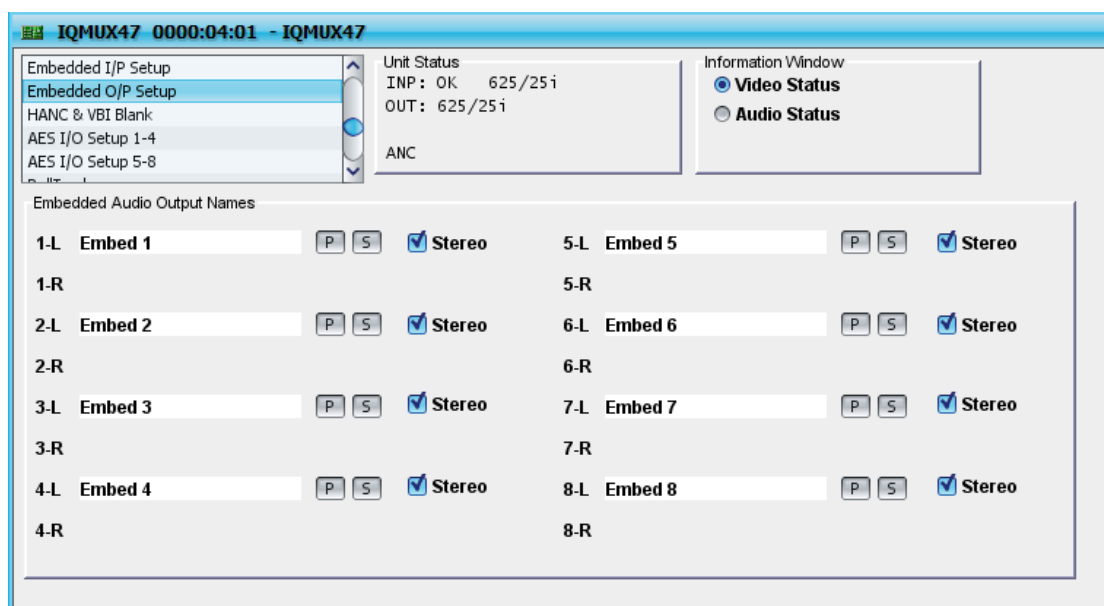 IQMUX47 0000:04:01 - IQMUX47
Embedded I/P Setup
Embedded O/P Setup
HANC & VBI Blank
AES I/O Setup 1-4
AES I/O Setup 5-8
Unit Status
INP: OK 625/25i
OUT: 625/25i
ANC
Information Window
Video Status
Audio Status
Embedded Audio Output Names
1-L Embed 1 P S Stereo
1-R
2-L Embed 2 P S Stereo
2-R
3-L Embed 3 P S Stereo
3-R
4-L Embed 4 P S Stereo
4-R
5-L Embed 5 P S Stereo
5-R
6-L Embed 6 P S Stereo
6-R
7-L Embed 7 P S Stereo
7-R
8-L Embed 8 P S Stereo
8-R